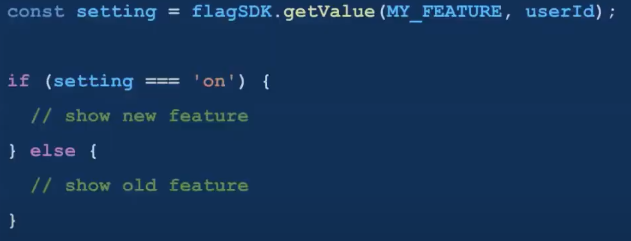 const setting = flagSDK.getValue(MY_FEATURE, userId);
if (setting === 'on') {
// show new feature
} else {
// show old feature
}